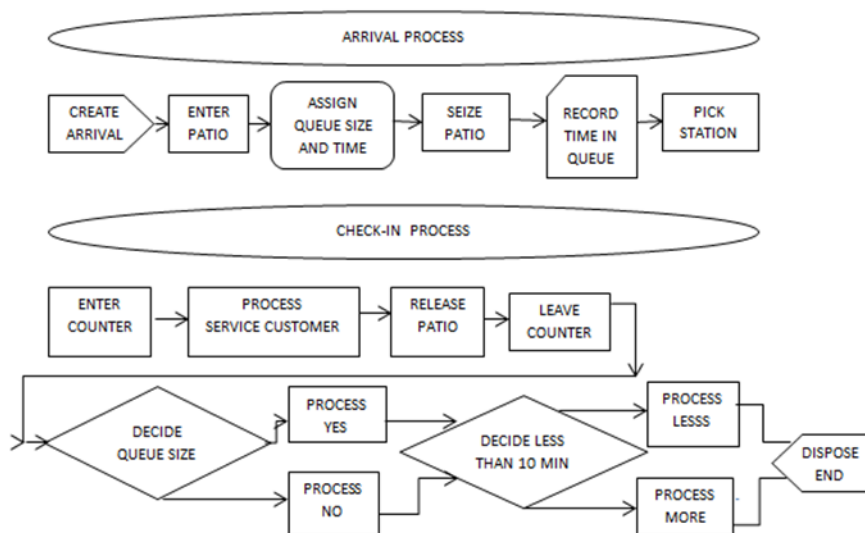 ARRIVAL PROCESS
CREATE
ARRIVAL
ENTER
PATIO
ASSIGN
QUEUE SIZE
AND TIME
SEIZE
PATIO
RECORD
TIME IN
QUEUE
PICK
STATION
CHECK-IN PROCESS
ENTER
COUNTER
PROCESS
SERVICE CUSTOMER
RELEASE
PATIO
LEAVE
COUNTER
DECIDE
QUEUE SIZE
PROCESS
YES
PROCESS
NO
DECIDE LESS
THAN 10 MIN
PROCESS
LESSS
PROCESS
MORE
DISPOSE
END